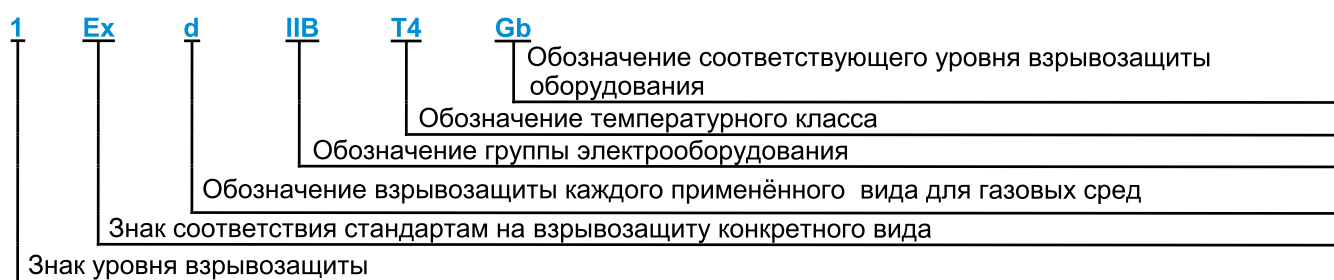 1 Ex d IIB T4 Gb
Обозначение соответствующего уровня взрывозащиты
оборудования
Обозначение температурного класса
Обозначение группы электрооборудования
Обозначение взрывозащиты каждого применённого вида для газовых сред
Знак соответствия стандартам на взрывозащиту конкретного вида
Знак уровня взрывозащиты